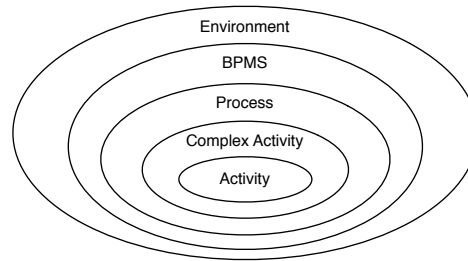 Environment
BPMS
Process
Complex Activity
Activity